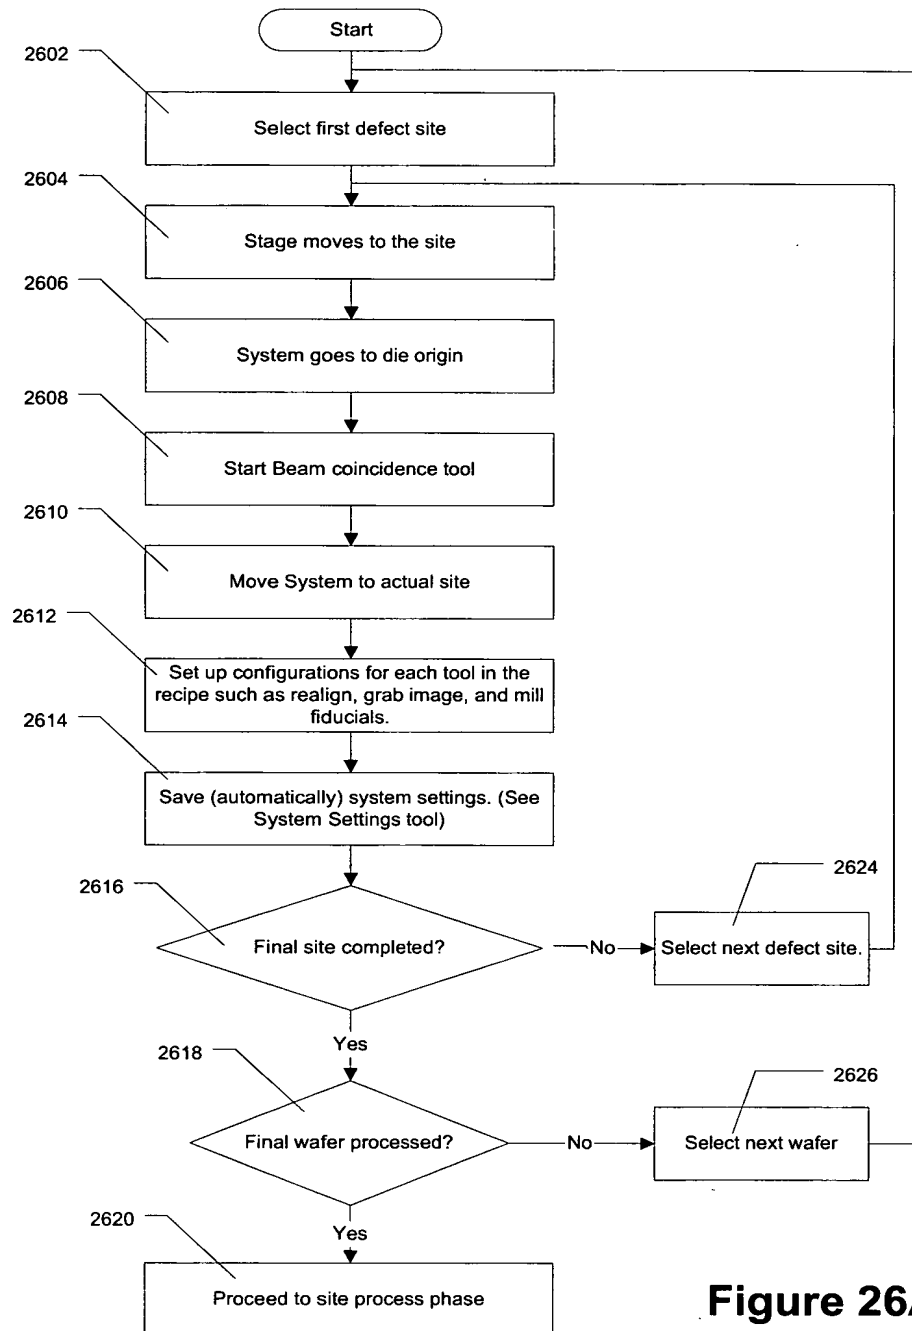 Start
2602
Select first defect site
2604
Stage moves to the site
2606
System goes to die origin
2608
Start Beam coincidence tool
2610
Move System to actual site
2612
Set up configurations for each tool in the
recipe such as realign, grab image, and mill
fiducials.
2614
Save (automatically) system settings. (See
System Settings tool)
2616
Final site completed?
No
2624
Select next defect site.
Yes
2618
Final wafer processed?
No
2626
Select next wafer
Yes
2620
Proceed to site process phase
Figure 26A